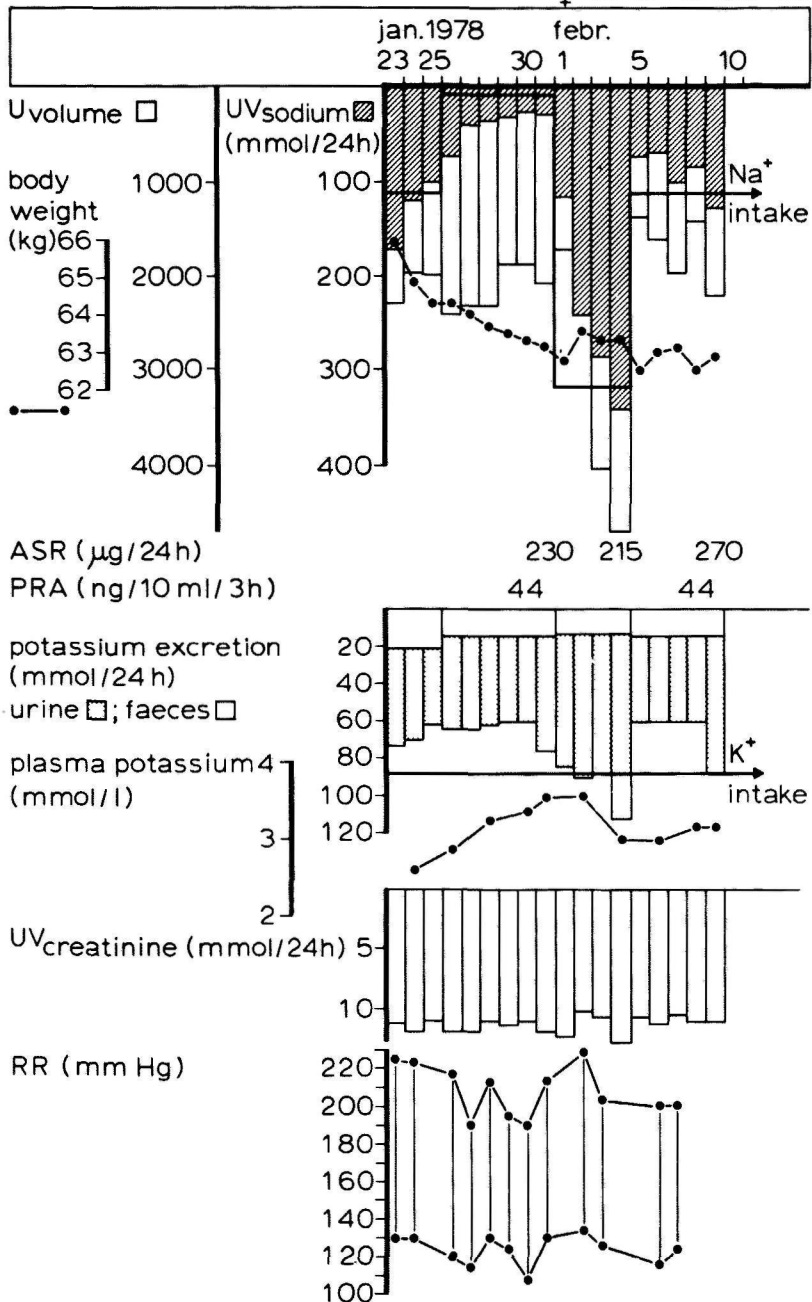 jan.1978 febr.
23 25 30 1 5 10
Uvolume UVsodium
(mmol/24h)
body
weight
(kg)
66
65
64
63
62
1000
2000
3000
4000
100
200
300
400
Na+
intake
ASR (µg/24h) 230 215 270
PRA (ng/10 ml/3h) 44 44
potassium excretion
(mmol/24h)
urine ; faeces
20
40
60
80
100
120
K+
intake
plasma potassium
(mmol/l)
4
3
2
UVcreatinine (mmol/24h)
5
10
RR (mm Hg)
220
200
180
160
140
120
100